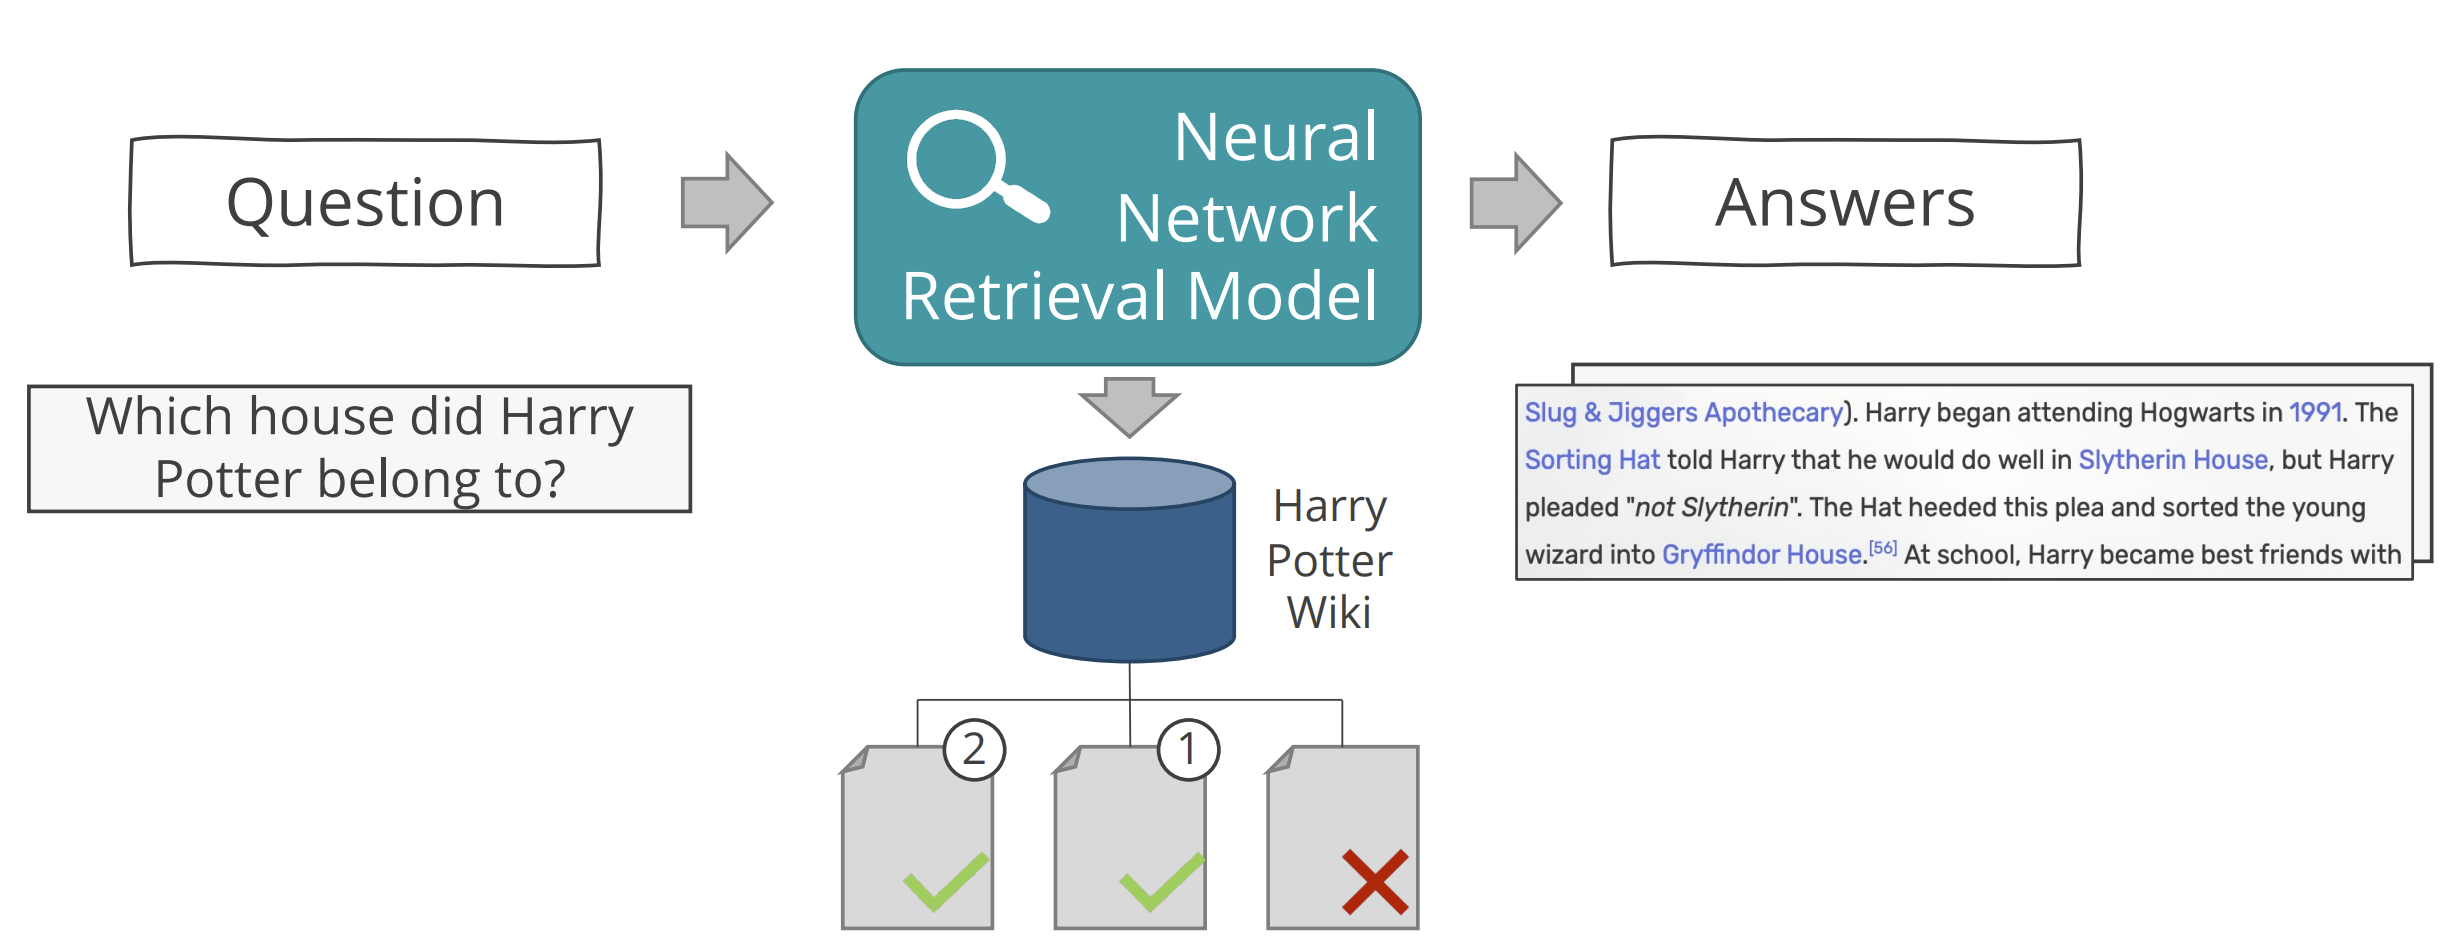 Question
Neural
Network
Retrieval Model
Answers
Which house did Harry
Potter belong to?
Harry
Potter
Wiki
2
1
Slug & Jiggers Apothecary). Harry began attending Hogwarts in 1991. The
Sorting Hat told Harry that he would do well in Slytherin House, but Harry
pleaded "not Slytherin". The Hat heeded this plea and sorted the young
wizard into Gryffindor House.[56] At school, Harry became best friends with